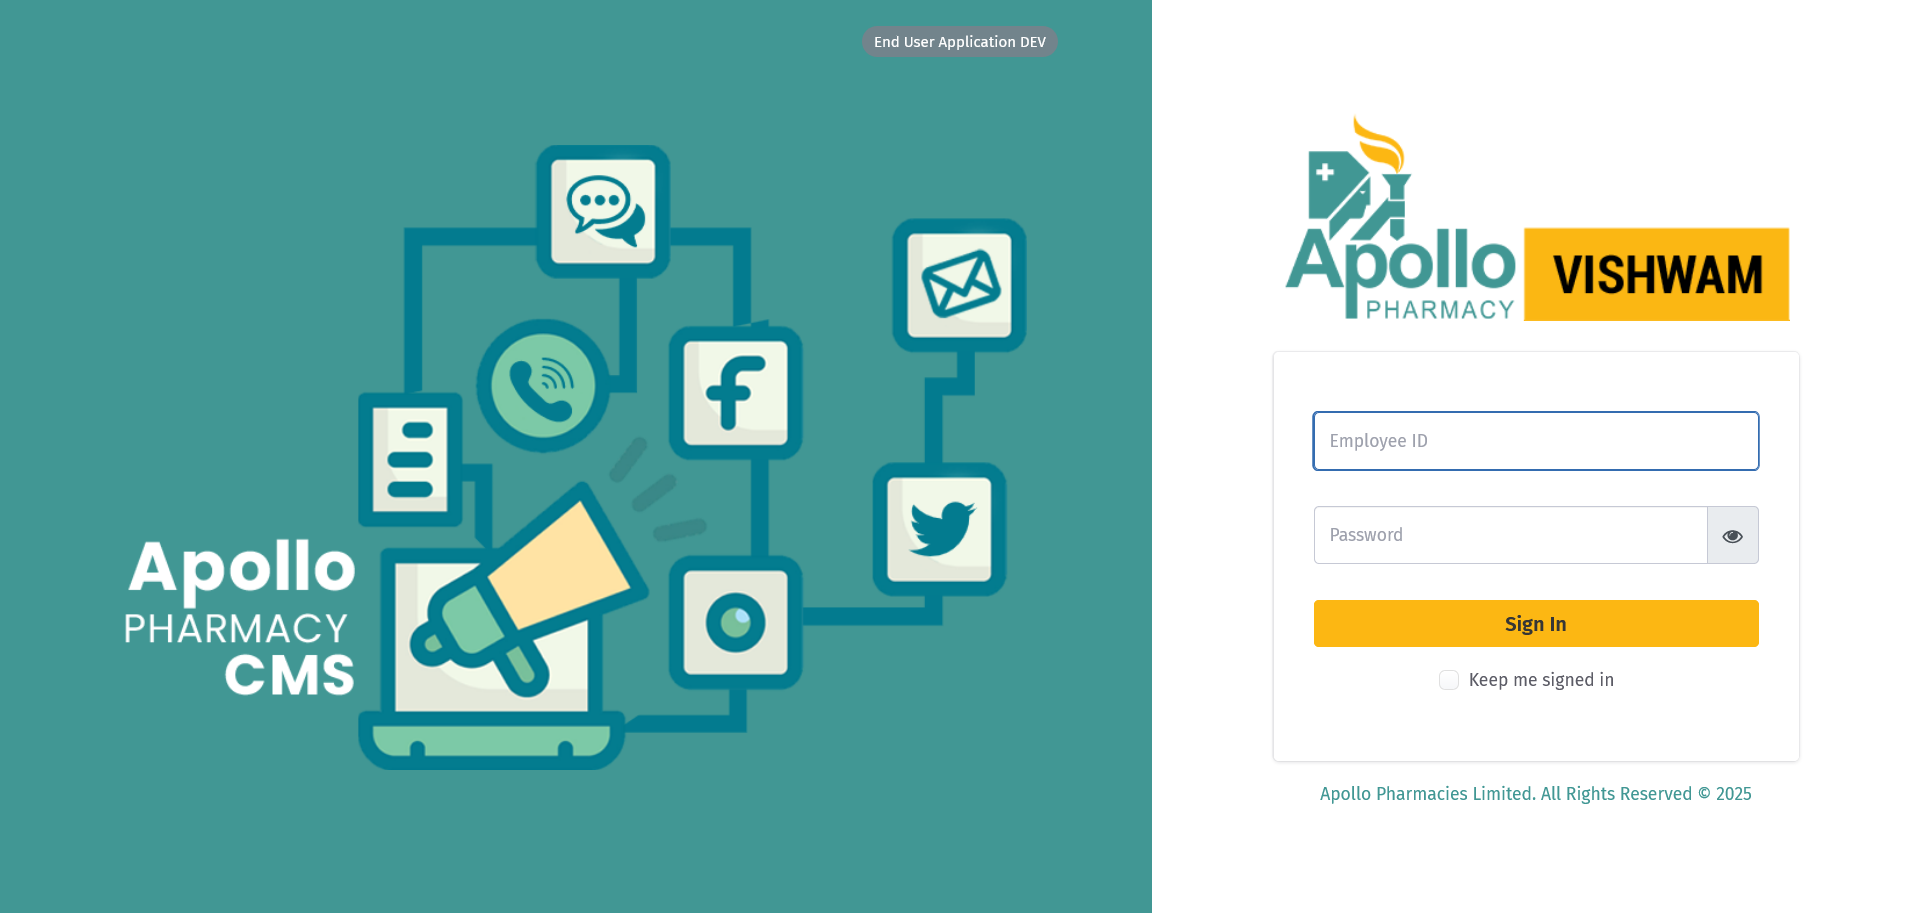 End User Application DEV
Apollo
PHARMACY
CMS
Apollo
PHARMACY
VISHWAM
Employee ID
Password
Sign In
Keep me signed in
Apollo Pharmacies Limited. All Rights Reserved © 2025